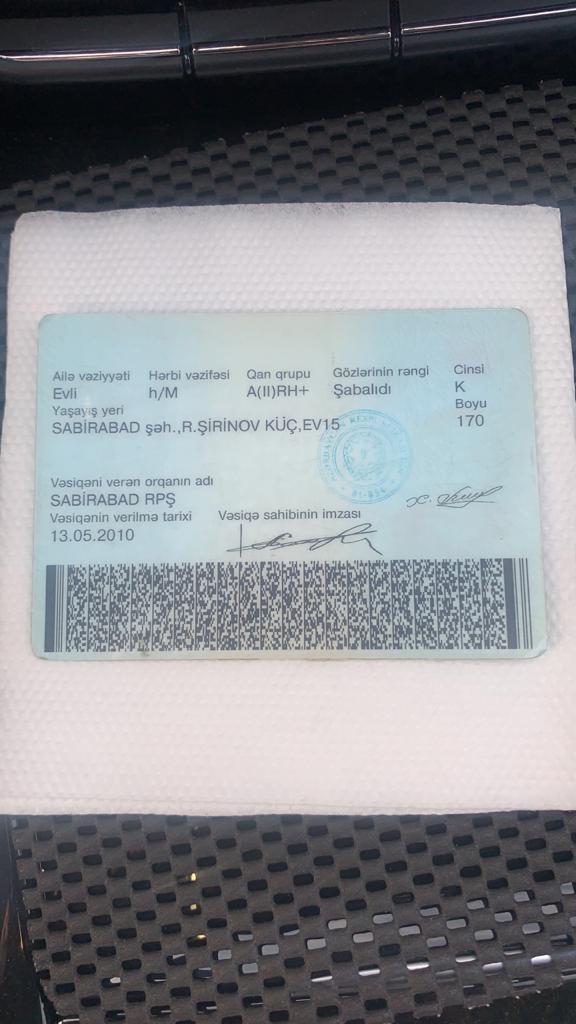 Ailə vəziyyəti Hərbi vəzifəsi Qan qrupu Gözlərinin rəngi Cinsi
Evli h/M A(II)RH+ Şabalıdı K
Yaşayış yeri Boyu
SABİRABAD şəh.,R.ŞİRİNOV KÜÇ,EV15 170
Vəsiqəni verən orqanın adı
SABİRABAD RPŞ
Vəsiqənin verilmə tarixi Vəsiqə sahibinin imzası
13.05.2010